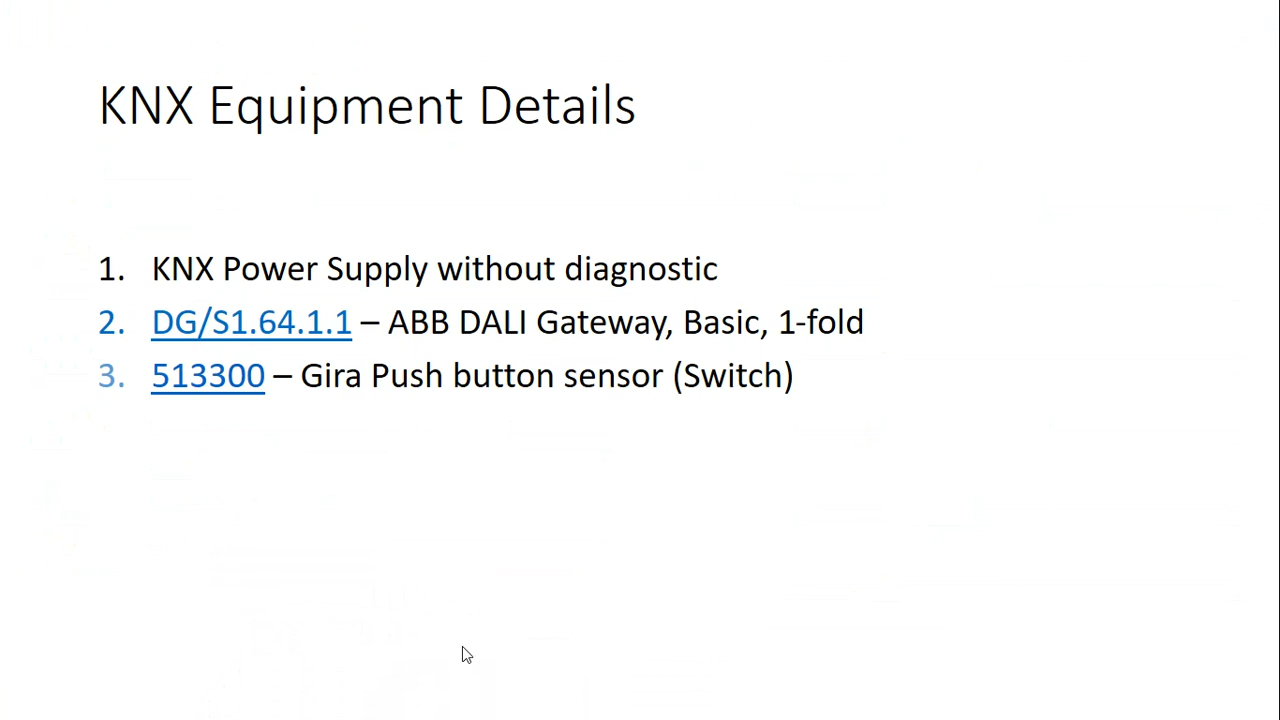 KNX Equipment Details
1. KNX Power Supply without diagnostic
2. DG/S1.64.1.1 – ABB DALI Gateway, Basic, 1-fold
3. 513300 – Gira Push button sensor (Switch)